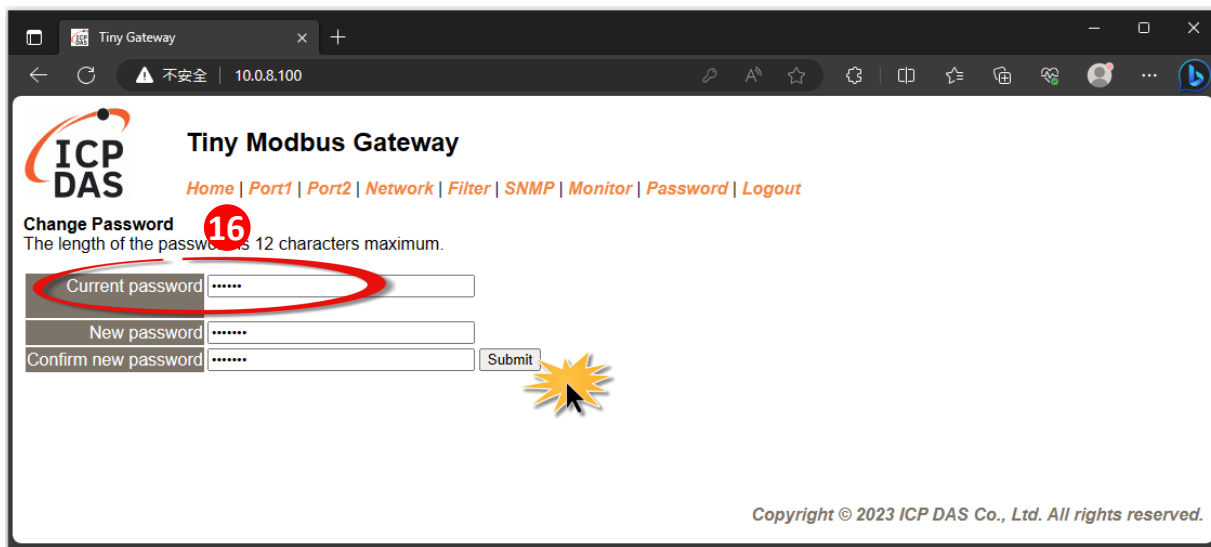 Tiny Gateway
不安全 | 10.0.8.100
ICP
DAS
Tiny Modbus Gateway
Home | Port1 | Port2 | Network | Filter | SNMP | Monitor | Password | Logout
Change Password
16
The length of the password is 12 characters maximum.
Current password ••••••
New password •••••••
Confirm new password ••••••• Submit
Copyright © 2023 ICP DAS Co., Ltd. All rights reserved.